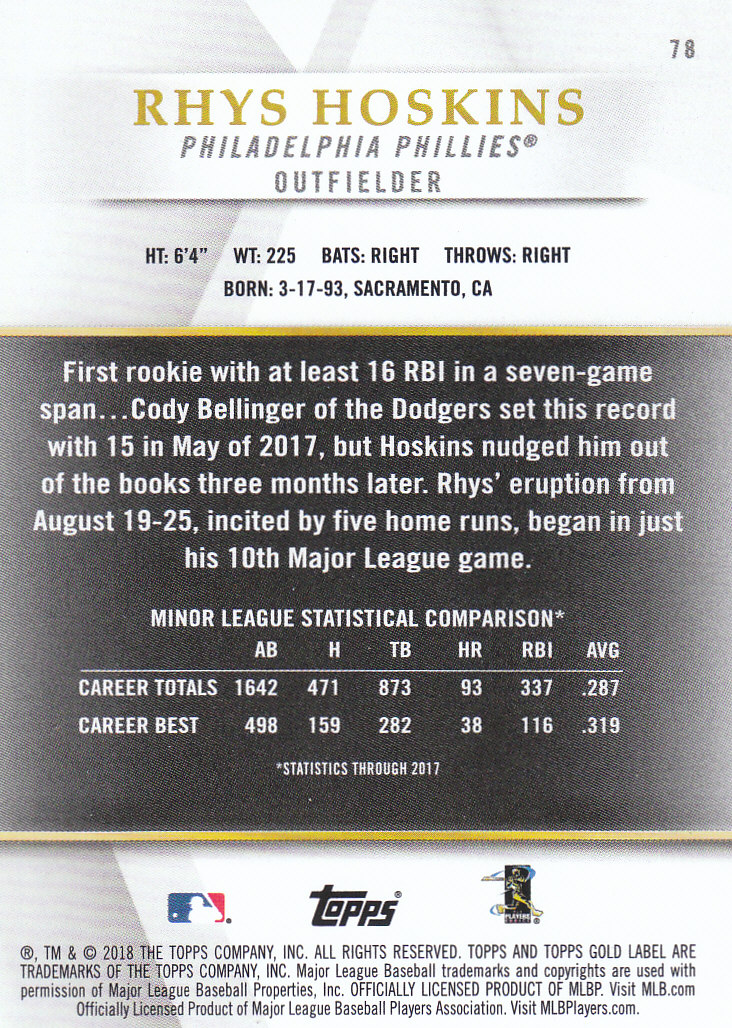 78
RHYS HOSKINS
PHILADELPHIA PHILLIES®
OUTFIELDER
HT: 6'4" WT: 225 BATS: RIGHT THROWS: RIGHT
BORN: 3-17-93, SACRAMENTO, CA
First rookie with at least 16 RBI in a seven-game
span...Cody Bellinger of the Dodgers set this record
with 15 in May of 2017, but Hoskins nudged him out
of the books three months later. Rhys' eruption from
August 19-25, incited by five home runs, began in just
his 10th Major League game.
MINOR LEAGUE STATISTICAL COMPARISON*
AB H TB HR RBI AVG
CAREER TOTALS 1642 471 873 93 337 .287
CAREER BEST 498 159 282 38 116 .319
*STATISTICS THROUGH 2017
topps®
PLAYERS
CHOICE ®
®, TM & © 2018 THE TOPPS COMPANY, INC. ALL RIGHTS RESERVED. TOPPS AND TOPPS GOLD LABEL ARE
TRADEMARKS OF THE TOPPS COMPANY, INC. Major League Baseball trademarks and copyrights are used with
permission of Major League Baseball Properties, Inc. OFFICIALLY LICENSED PRODUCT OF MLBP. Visit MLB.com
Officially Licensed Product of Major League Baseball Players Association. Visit MLBPlayers.com.